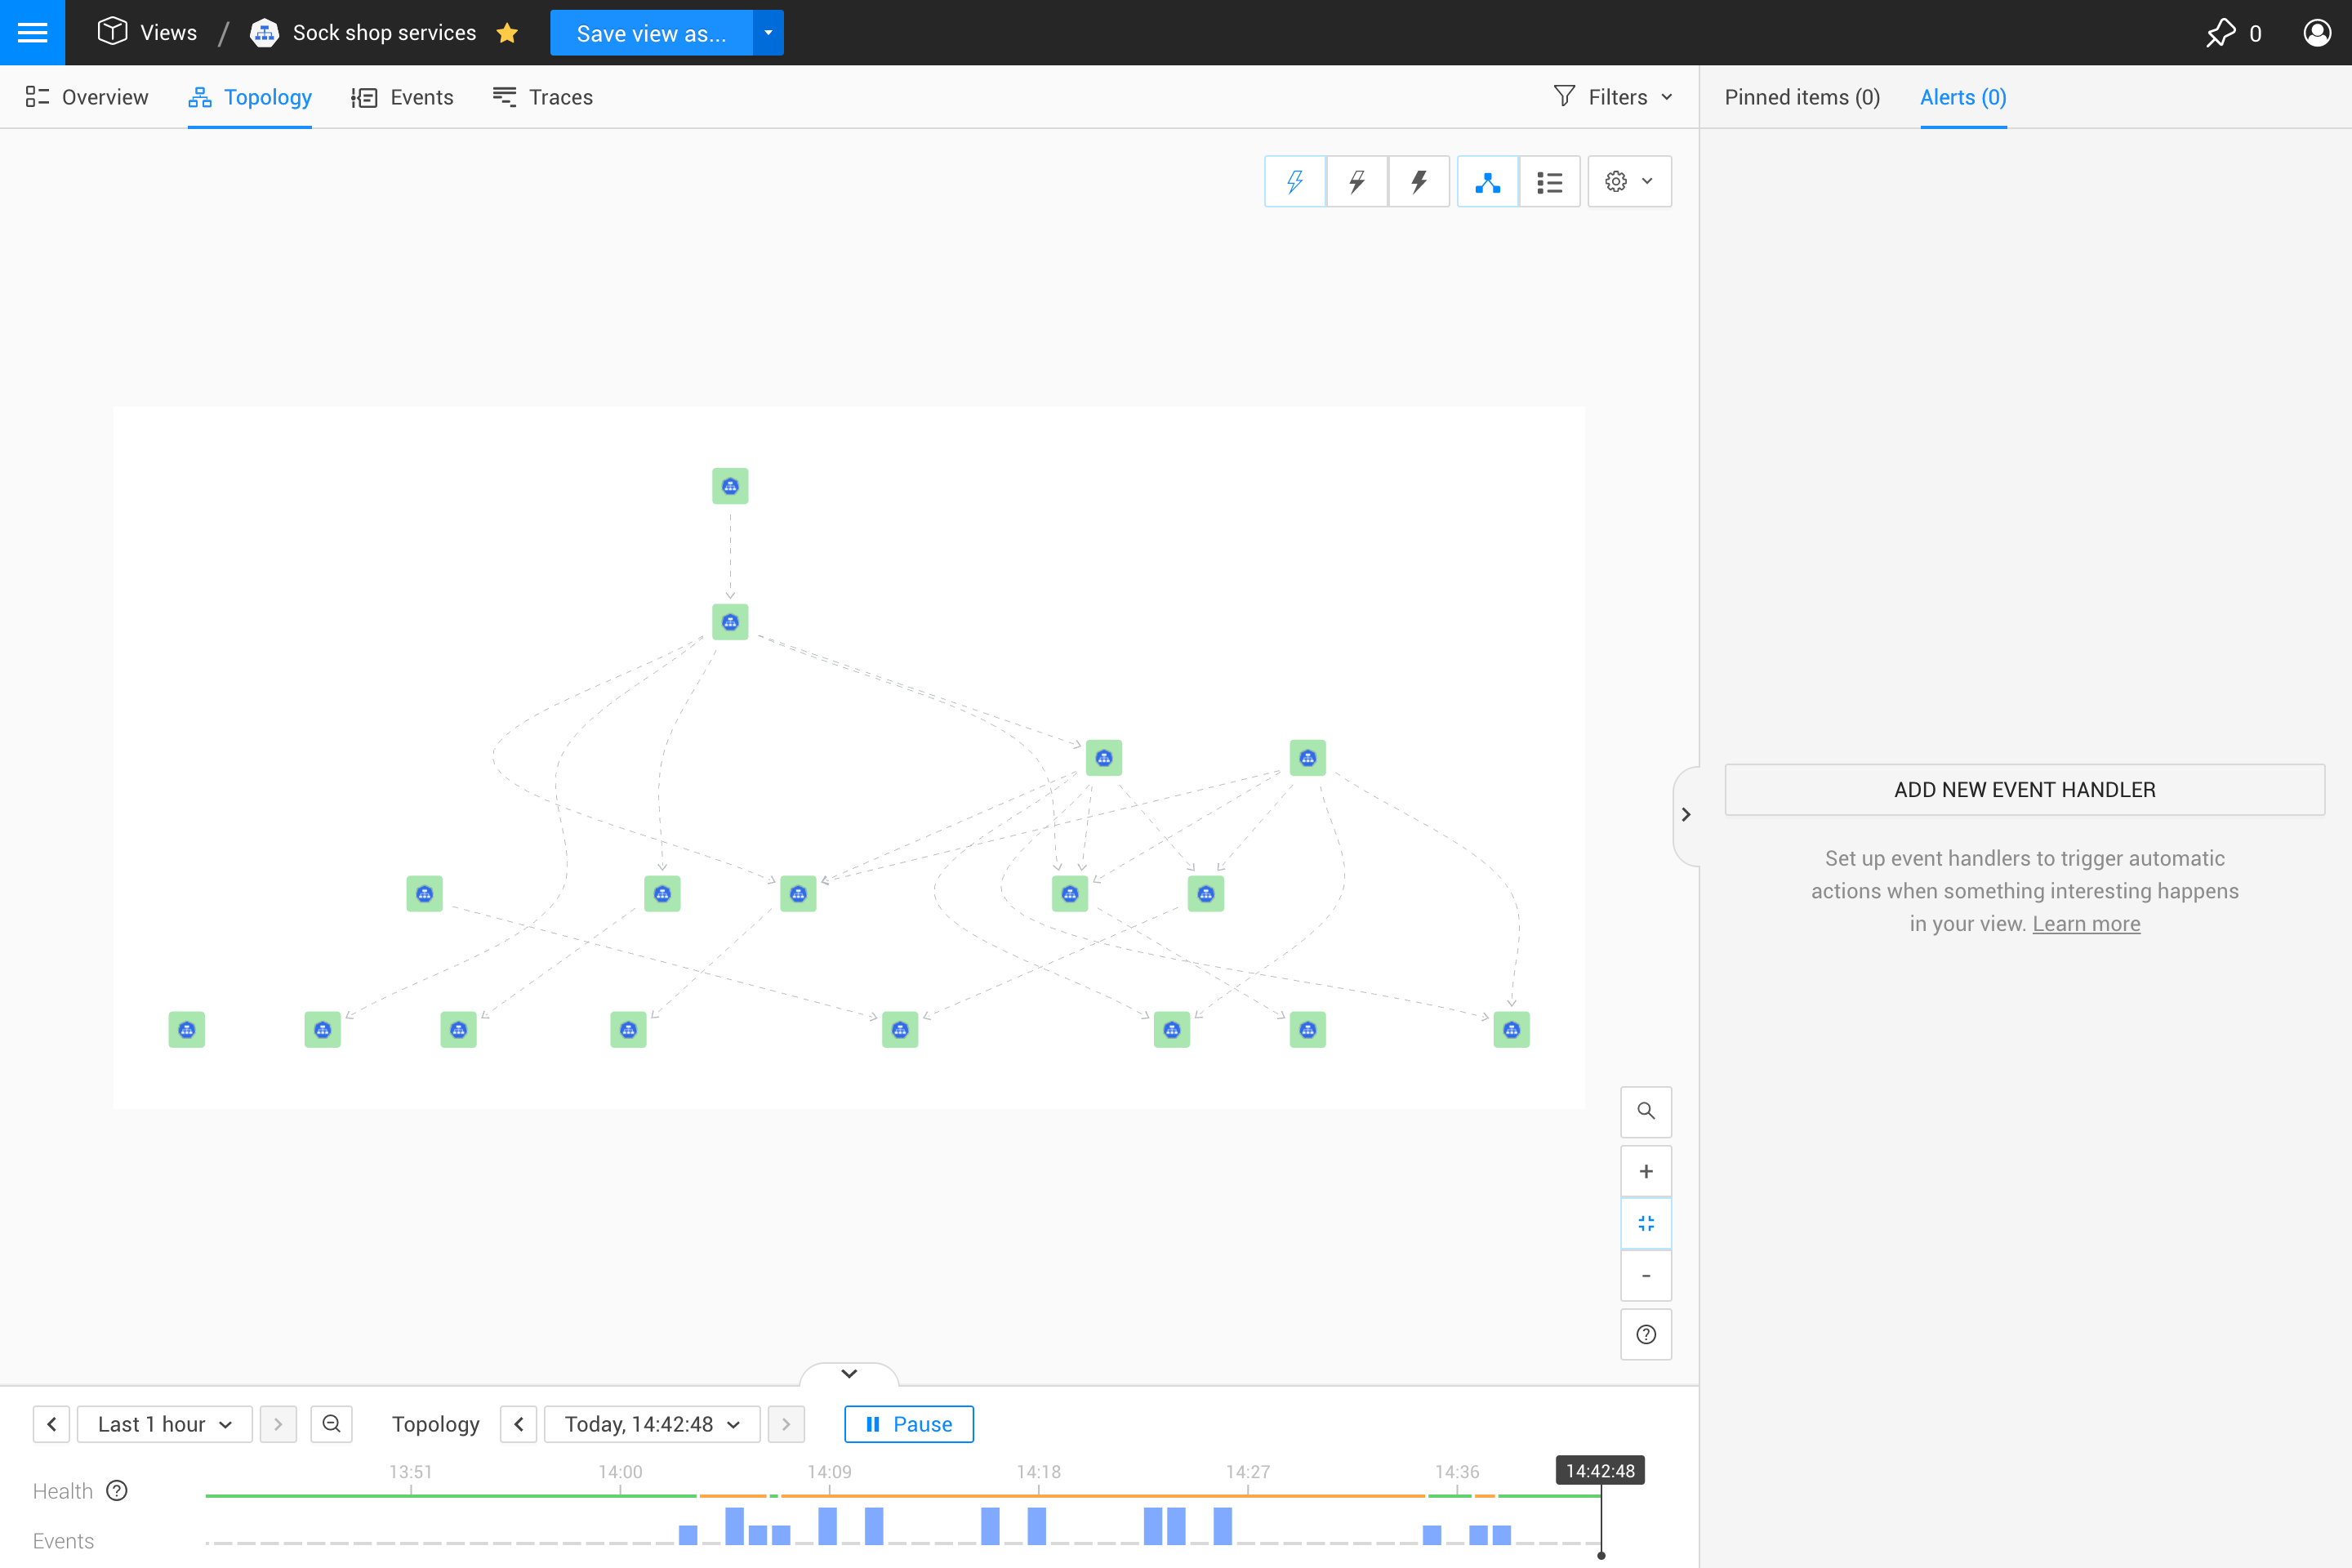 Views / Sock shop services Save view as... 0
Overview Topology Events Traces Filters Pinned items (0) Alerts (0)
ADD NEW EVENT HANDLER
Set up event handlers to trigger automatic
actions when something interesting happens
in your view. Learn more
+
-
Last 1 hour Topology Today, 14:42:48 Pause
13:51 14:00 14:09 14:18 14:27 14:36 14:42:48
Health
Events